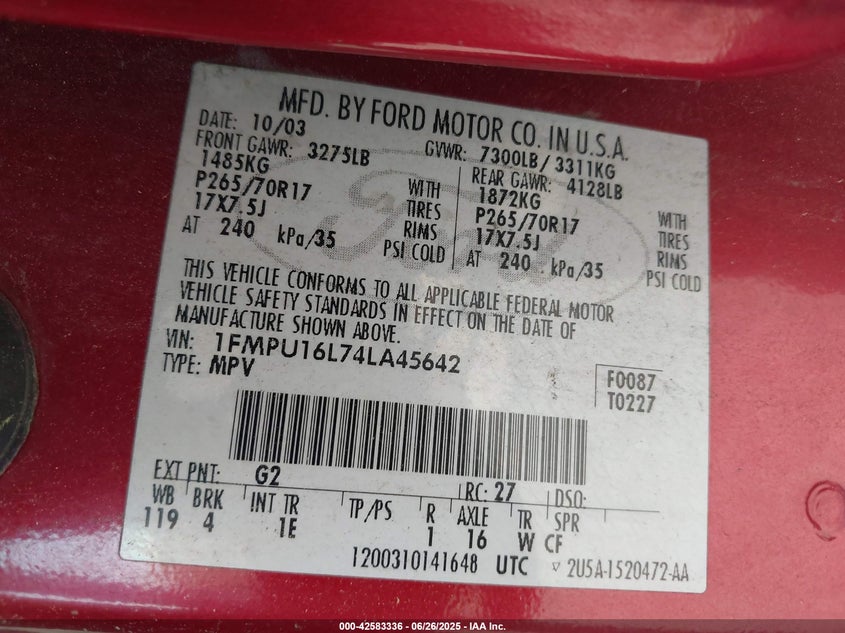 MFD. BY FORD MOTOR CO. IN U.S.A.
DATE: 10/03 GVWR: 7300LB / 3311KG
FRONT GAWR: 3275LB REAR GAWR: 4128LB
1485KG WITH 1872KG WITH
P265/70R17 TIRES P265/70R17 TIRES
17X7.5J RIMS 17X7.5J RIMS
AT 240 kPa/35 PSI COLD AT 240 kPa/35 PSI COLD
THIS VEHICLE CONFORMS TO ALL APPLICABLE FEDERAL MOTOR
VEHICLE SAFETY STANDARDS IN EFFECT ON THE DATE OF
MANUFACTURE SHOWN ABOVE.
VIN: 1FMPU16L74LA45642
TYPE: MPV
F0087
T0227
EXT PNT: G2 RC: 27 DSO:
WB BRK INT TR TP/PS R AXLE TR SPR
119 4 1E 1 16 W CF
1200310141648 UTC ▽ 2U5A-1520472-AA
Ford
000-42583336 | 06/26/2025 - IAA Inc.